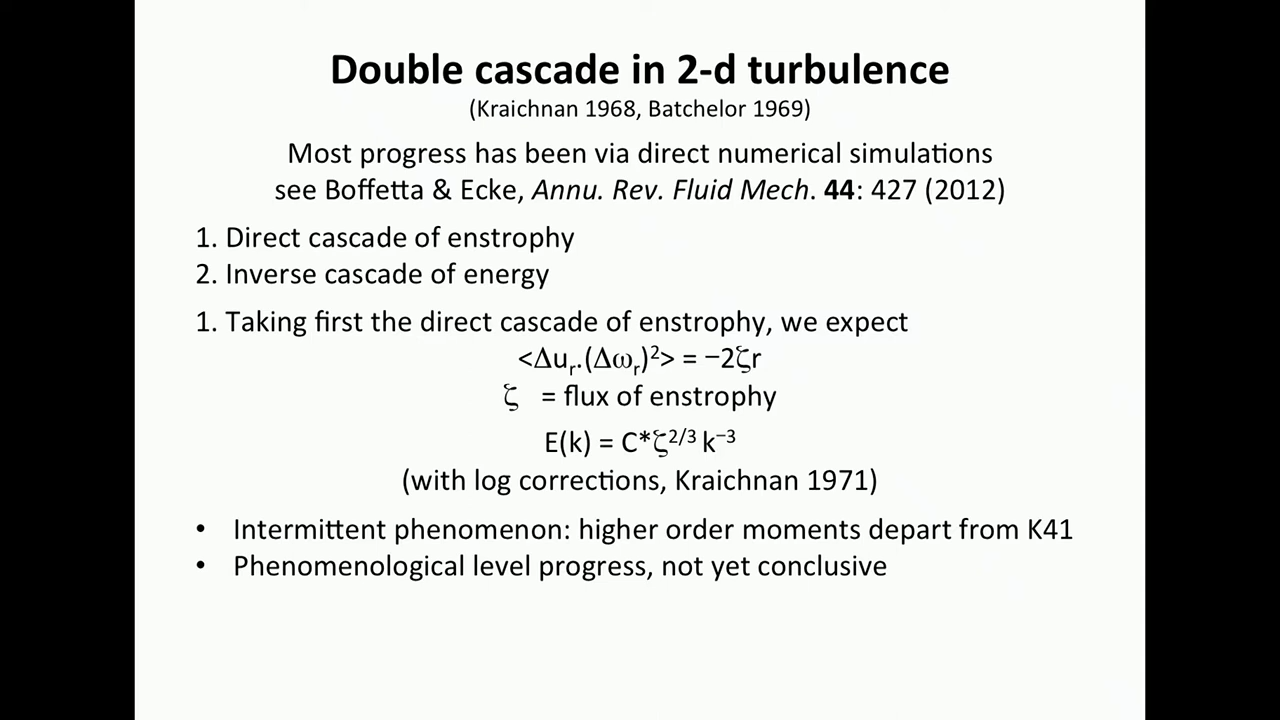 Double cascade in 2-d turbulence
(Kraichnan 1968, Batchelor 1969)
Most progress has been via direct numerical simulations
see Boffetta & Ecke, Annu. Rev. Fluid Mech. 44: 427 (2012)
1. Direct cascade of enstrophy
2. Inverse cascade of energy
1. Taking first the direct cascade of enstrophy, we expect
<Δuᵣ.(Δωᵣ)²> = −2ζr
ζ = flux of enstrophy
E(k) = C*ζ²ᐟ³ k⁻³
(with log corrections, Kraichnan 1971)
• Intermittent phenomenon: higher order moments depart from K41
• Phenomenological level progress, not yet conclusive